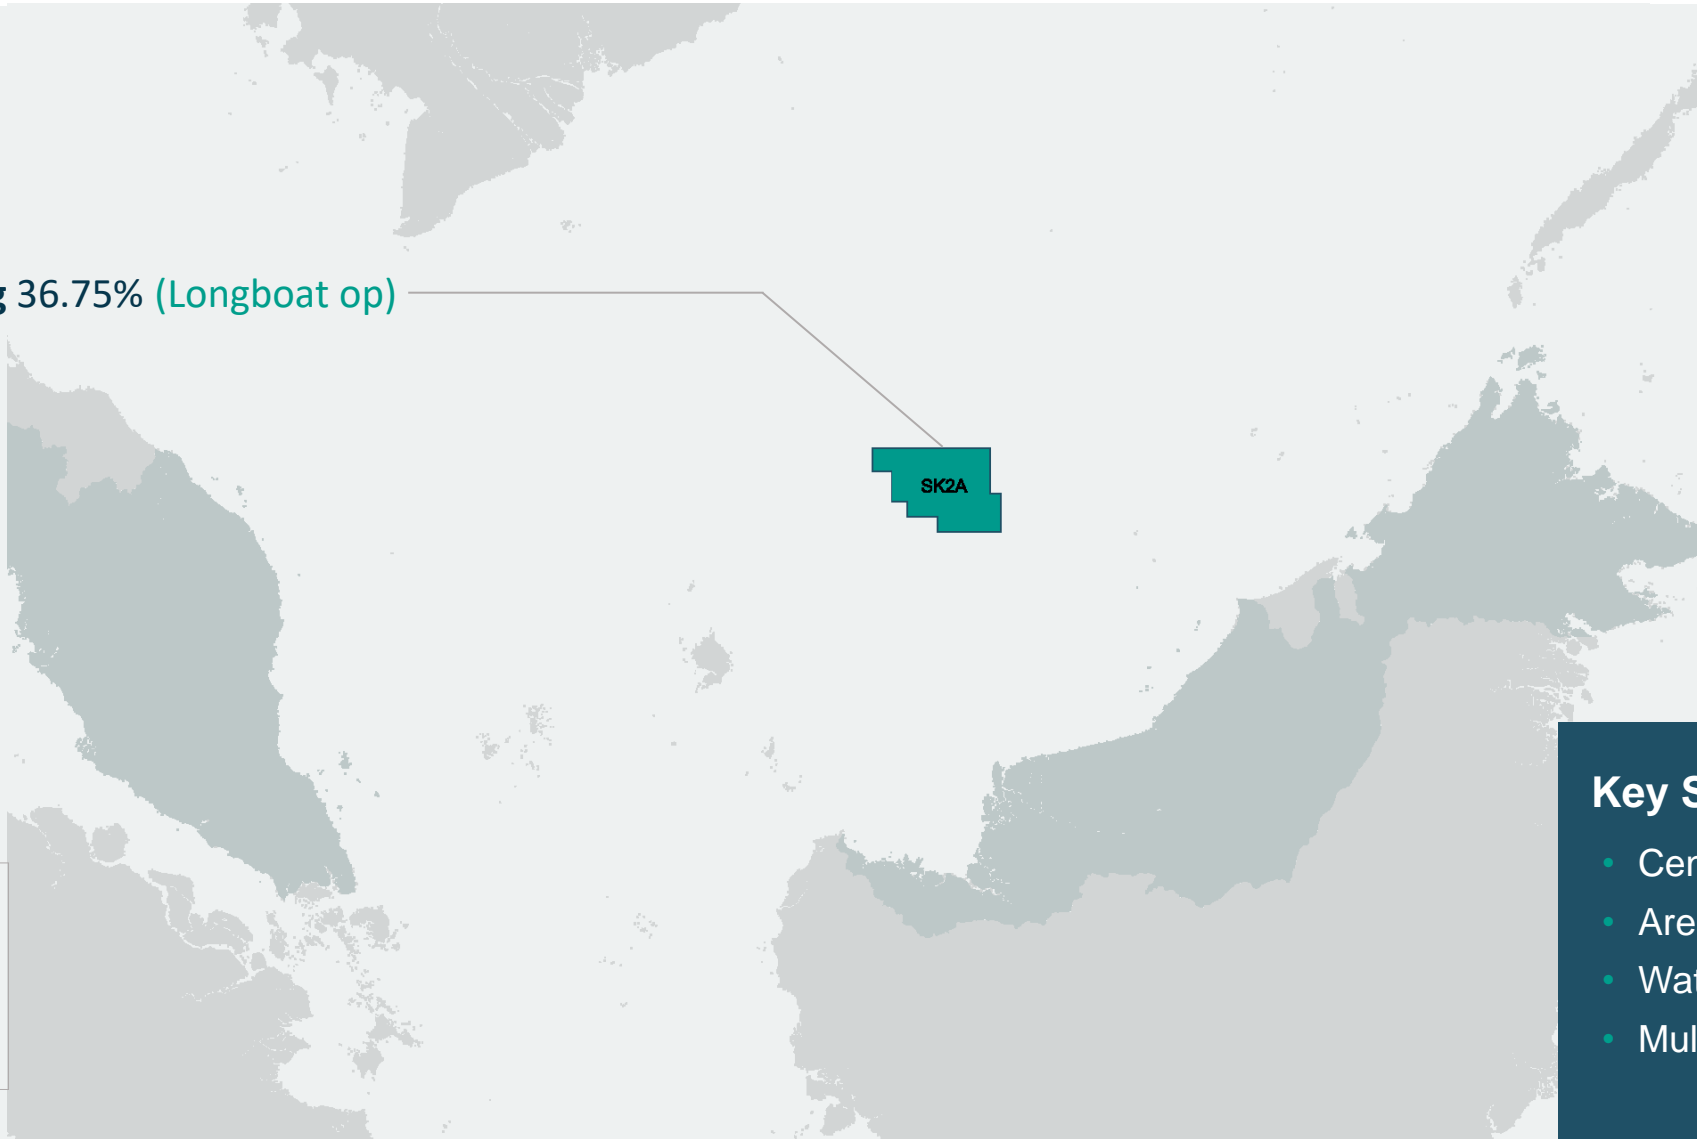 g 36.75% (Longboat op)
SK2A
Key S
• Cer
• Are
• Wat
• Mul